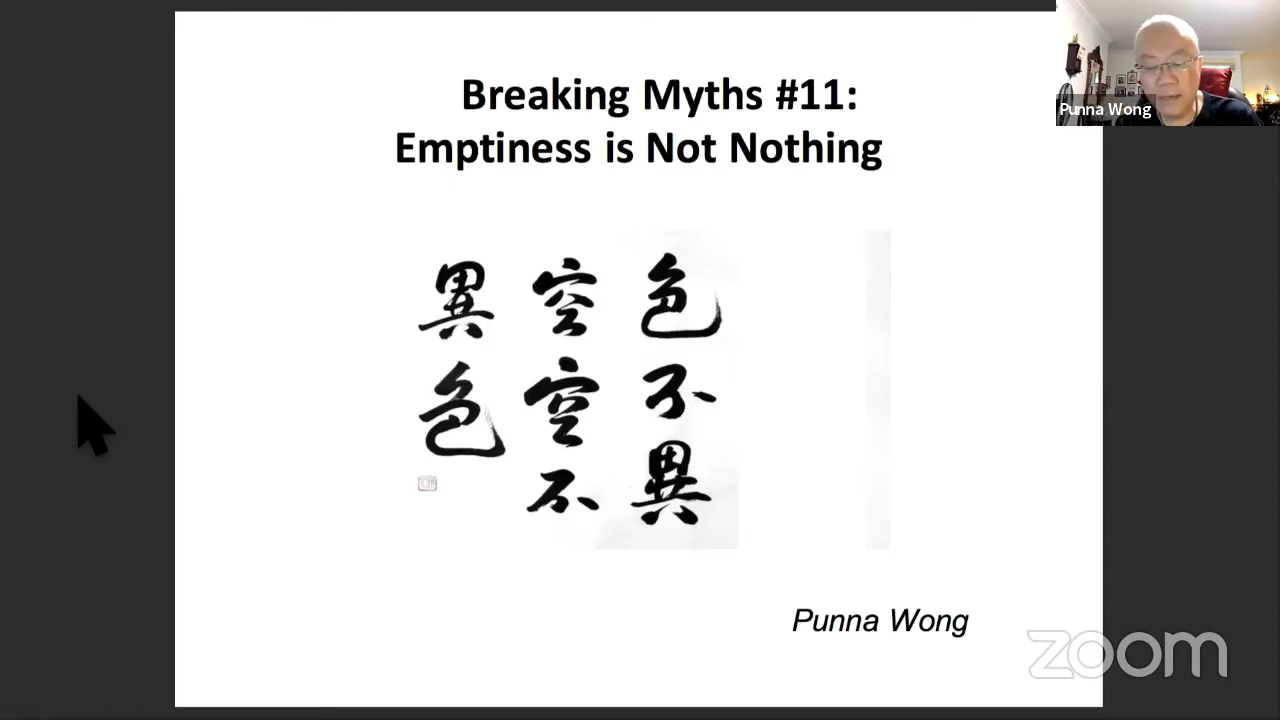 Breaking Myths #11:
Emptiness is Not Nothing
色不異
空空不
異色
Punna Wong
Punna Wong
zoom